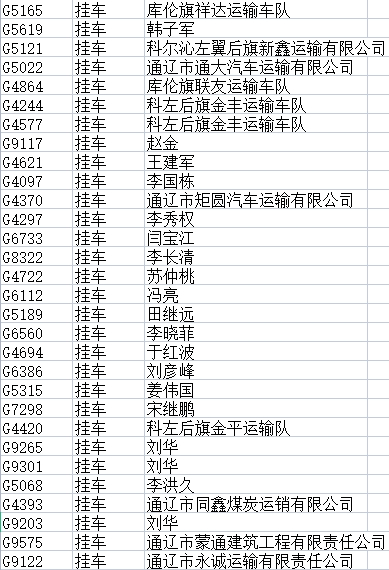 G5165 挂车 库伦旗祥达运输车队
G5619 挂车 韩子军
G5121 挂车 科尔沁左翼后旗新鑫运输有限公司
G5022 挂车 通辽市通大汽车运输有限公司
G4864 挂车 库伦旗联友运输车队
G4244 挂车 科左后旗金丰运输车队
G4577 挂车 科左后旗金丰运输车队
G9117 挂车 赵金
G4621 挂车 王建军
G4097 挂车 李国栋
G4370 挂车 通辽市矩圆汽车运输有限公司
G4297 挂车 李秀权
G6733 挂车 闫宝江
G8322 挂车 李长清
G4722 挂车 苏仲桃
G6112 挂车 冯亮
G5189 挂车 田继远
G6560 挂车 李晓菲
G4694 挂车 于红波
G6386 挂车 刘彦峰
G5315 挂车 姜伟国
G7298 挂车 宋继鹏
G4420 挂车 科左后旗金平运输队
G9265 挂车 刘华
G9301 挂车 刘华
G5068 挂车 李洪久
G4393 挂车 通辽市同鑫煤炭运销有限公司
G9203 挂车 刘华
G9575 挂车 通辽市蒙通建筑工程有限责任公司
G9122 挂车 通辽市永诚运输有限责任公司